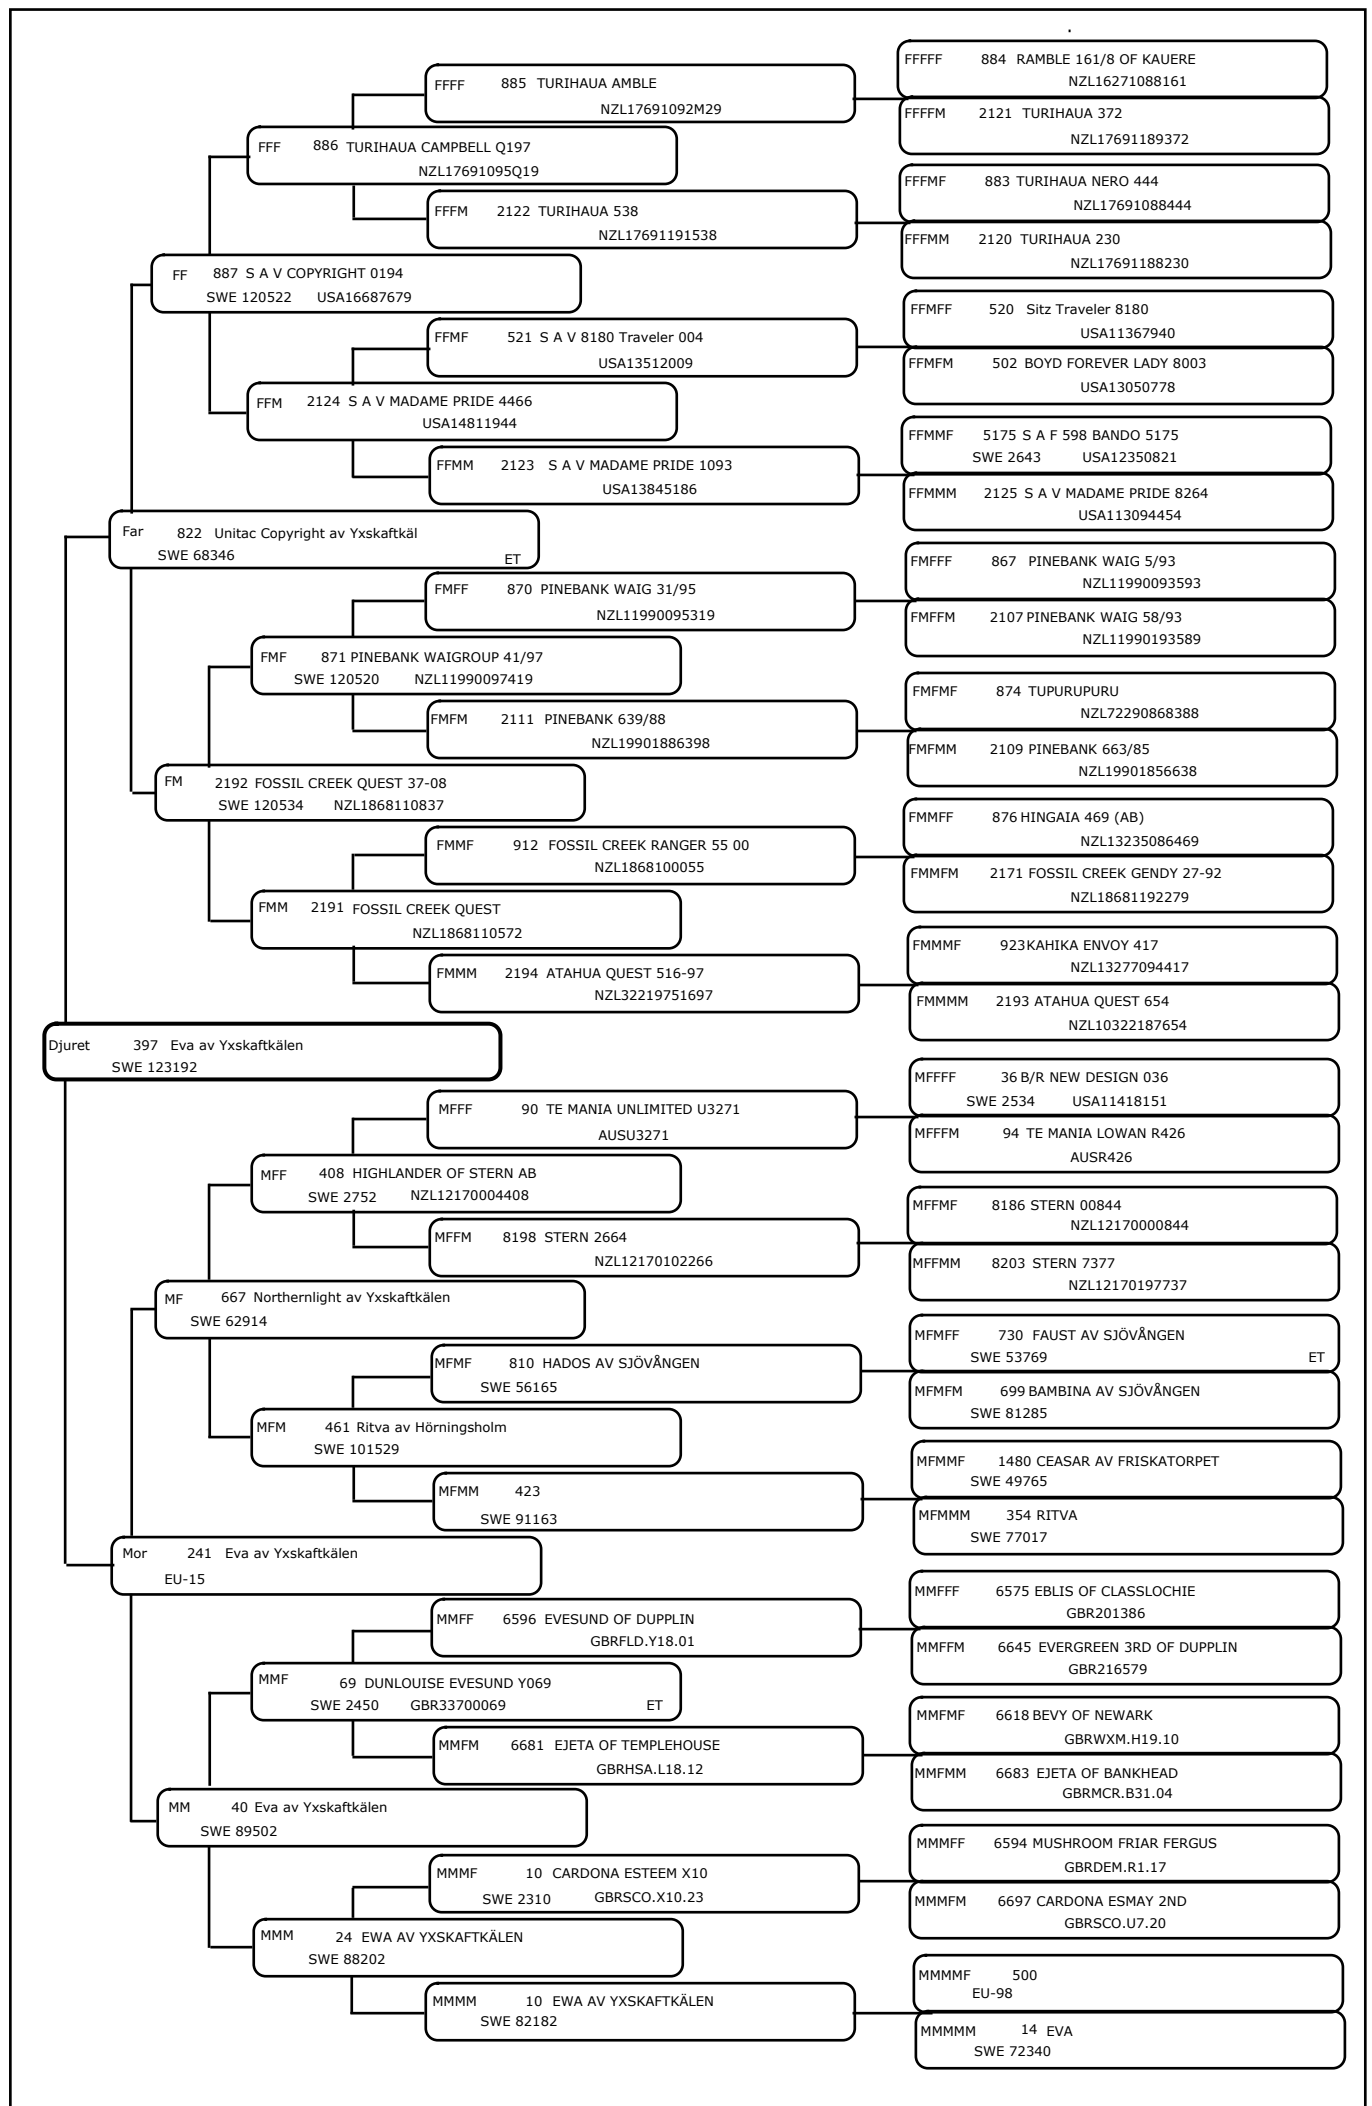 FFFFF 884 RAMBLE 161/8 OF KAUERE
NZL16271088161
FFFF 885 TURIHAUA AMBLE
NZL17691092M29
FFFFM 2121 TURIHAUA 372
NZL17691189372
FFF 886 TURIHAUA CAMPBELL Q197
NZL17691095Q19
FFFMF 883 TURIHAUA NERO 444
NZL17691088444
FFFM 2122 TURIHAUA 538
NZL17691191538
FFFMM 2120 TURIHAUA 230
NZL17691188230
FF 887 S A V COPYRIGHT 0194
SWE 120522 USA16687679
FFMFF 520 Sitz Traveler 8180
USA11367940
FFMF 521 S A V 8180 Traveler 004
USA13512009
FFMFM 502 BOYD FOREVER LADY 8003
USA13050778
FFM 2124 S A V MADAME PRIDE 4466
USA14811944
FFMMF 5175 S A F 598 BANDO 5175
SWE 2643 USA12350821
FFMM 2123 S A V MADAME PRIDE 1093
USA13845186
FFMMM 2125 S A V MADAME PRIDE 8264
USA113094454
Far 822 Unitac Copyright av Yxskaftkäl
SWE 68346 ET
FMFFF 867 PINEBANK WAIG 5/93
NZL11990093593
FMFF 870 PINEBANK WAIG 31/95
NZL11990095319
FMFFM 2107 PINEBANK WAIG 58/93
NZL11990193589
FMF 871 PINEBANK WAIGROUP 41/97
SWE 120520 NZL11990097419
FMFMF 874 TUPURUPURU
NZL72290868388
FMFM 2111 PINEBANK 639/88
NZL19901886398
FMFMM 2109 PINEBANK 663/85
NZL19901856638
FM 2192 FOSSIL CREEK QUEST 37-08
SWE 120534 NZL1868110837
FMMFF 876 HINGAIA 469 (AB)
NZL13235086469
FMMF 912 FOSSIL CREEK RANGER 55 00
NZL1868100055
FMMFM 2171 FOSSIL CREEK GENDY 27-92
NZL18681192279
FMM 2191 FOSSIL CREEK QUEST
NZL1868110572
FMMMF 923 KAHIKA ENVOY 417
NZL13277094417
FMMM 2194 ATAHUA QUEST 516-97
NZL32219751697
FMMMM 2193 ATAHUA QUEST 654
NZL10322187654
Djuret 397 Eva av Yxskaftkälen
SWE 123192
MFFFF 36 B/R NEW DESIGN 036
SWE 2534 USA11418151
MFFF 90 TE MANIA UNLIMITED U3271
AUSU3271
MFFFM 94 TE MANIA LOWAN R426
AUSR426
MFF 408 HIGHLANDER OF STERN AB
SWE 2752 NZL12170004408
MFFMF 8186 STERN 00844
NZL12170000844
MFFM 8198 STERN 2664
NZL12170102266
MFFMM 8203 STERN 7377
NZL12170197737
MF 667 Northernlight av Yxskaftkälen
SWE 62914
MFMFF 730 FAUST AV SJÖVÅNGEN
SWE 53769 ET
MFMF 810 HADOS AV SJÖVÅNGEN
SWE 56165
MFMFM 699 BAMBINA AV SJÖVÅNGEN
SWE 81285
MFM 461 Ritva av Hörningsholm
SWE 101529
MFMMF 1480 CEASAR AV FRISKATORPET
SWE 49765
MFMM 423
SWE 91163
MFMMM 354 RITVA
SWE 77017
Mor 241 Eva av Yxskaftkälen
EU-15
MMFFF 6575 EBLIS OF CLASSLOCHIE
GBR201386
MMFF 6596 EVESUND OF DUPPLIN
GBRFLD.Y18.01
MMFFM 6645 EVERGREEN 3RD OF DUPPLIN
GBR216579
MMF 69 DUNLOUISE EVESUND Y069
SWE 2450 GBR33700069 ET
MMFMF 6618 BEVY OF NEWARK
GBRWXM.H19.10
MMFM 6681 EJETA OF TEMPLEHOUSE
GBRHSA.L18.12
MMFMM 6683 EJETA OF BANKHEAD
GBRMCR.B31.04
MM 40 Eva av Yxskaftkälen
SWE 89502
MMMFF 6594 MUSHROOM FRIAR FERGUS
GBRDEM.R1.17
MMMF 10 CARDONA ESTEEM X10
SWE 2310 GBRSCO.X10.23
MMMFM 6697 CARDONA ESMAY 2ND
GBRSCO.U7.20
MMM 24 EWA AV YXSKAFTKÄLEN
SWE 88202
MMMMF 500
EU-98
MMMM 10 EWA AV YXSKAFTKÄLEN
SWE 82182
MMMMM 14 EVA
SWE 72340